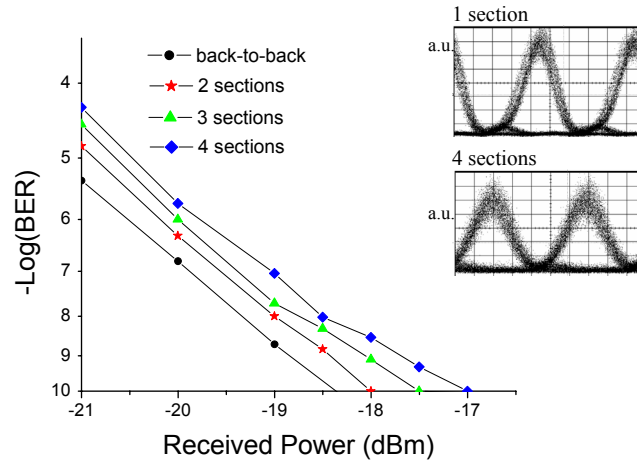 1 section
a.u.
4 sections
a.u.
back-to-back
2 sections
3 sections
4 sections
-Log(BER)
4
5
6
7
8
9
10
-21
-20
-19
-18
-17
Received Power (dBm)